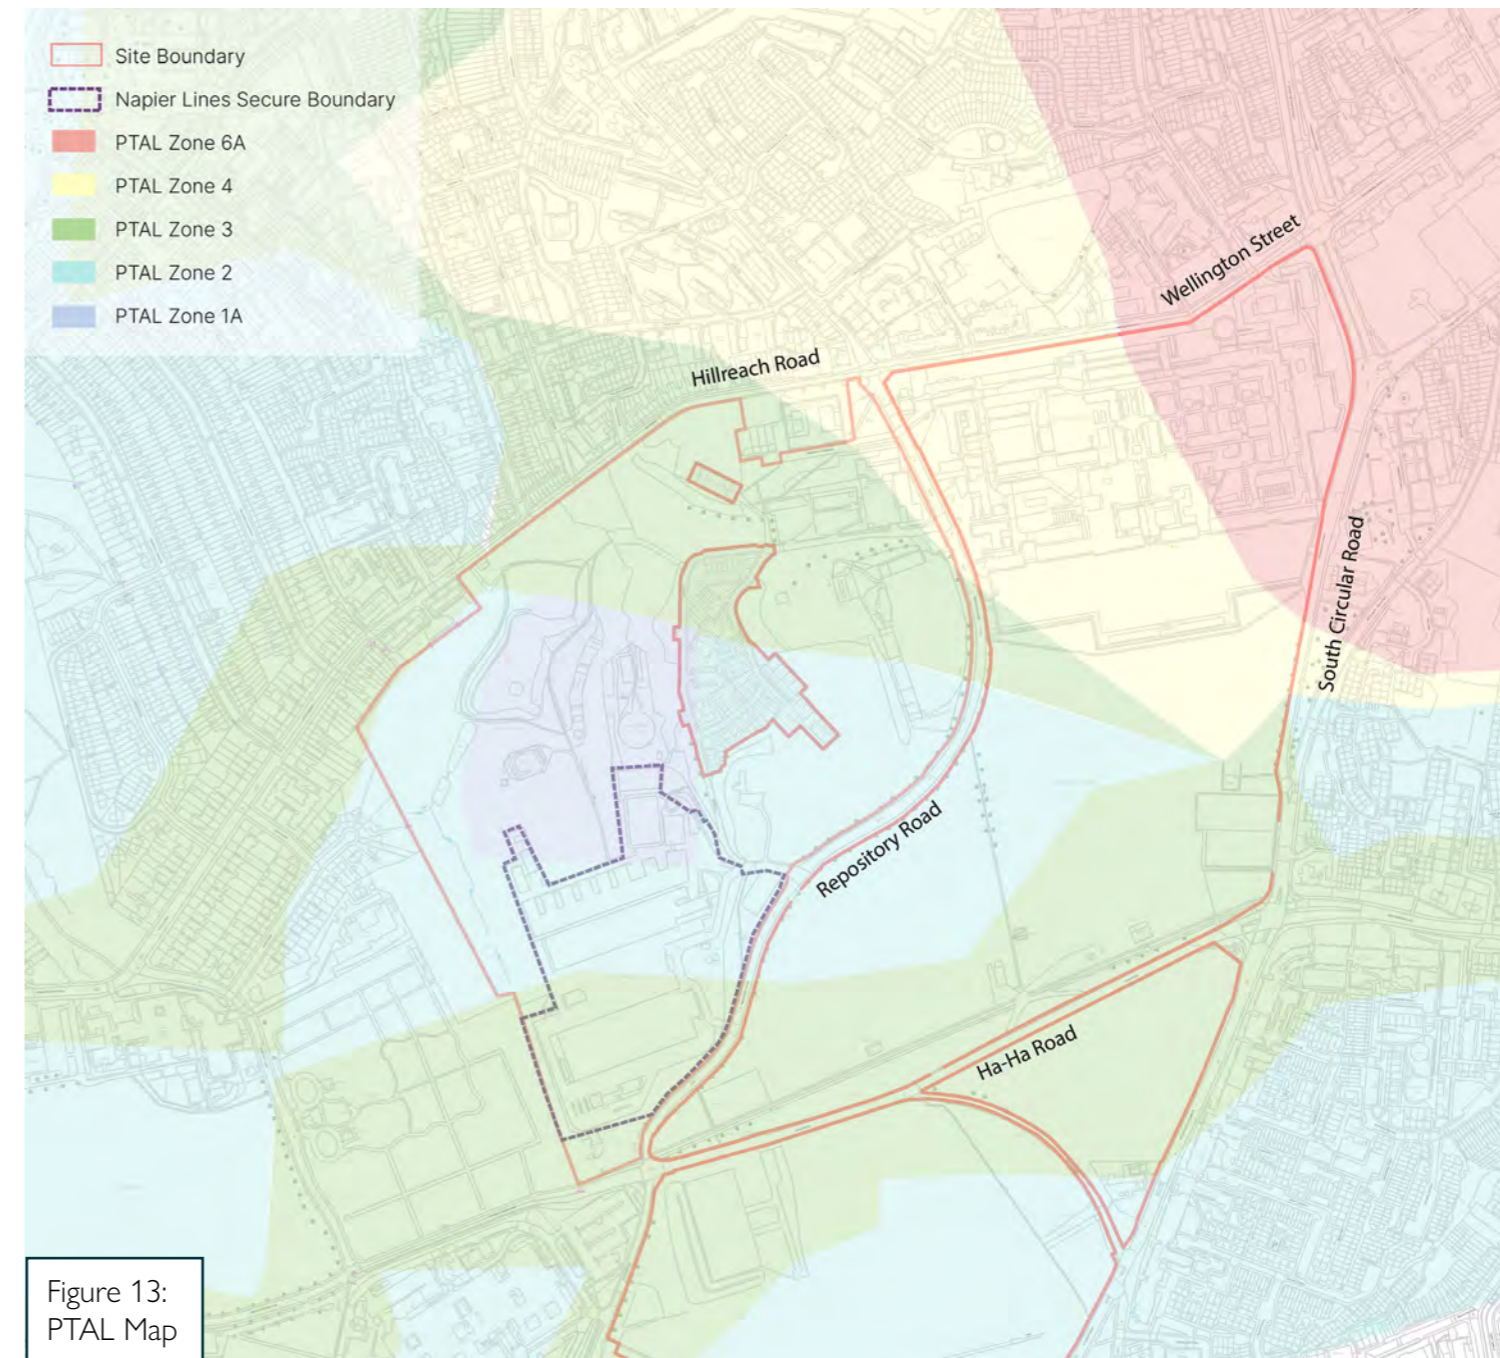 Site Boundary
Napier Lines Secure Boundary
PTAL Zone 6A
PTAL Zone 4
PTAL Zone 3
PTAL Zone 2
PTAL Zone 1A
Wellington Street
Hillreach Road
South Circular Road
Repository Road
Ha-Ha Road
Figure 13:
PTAL Map